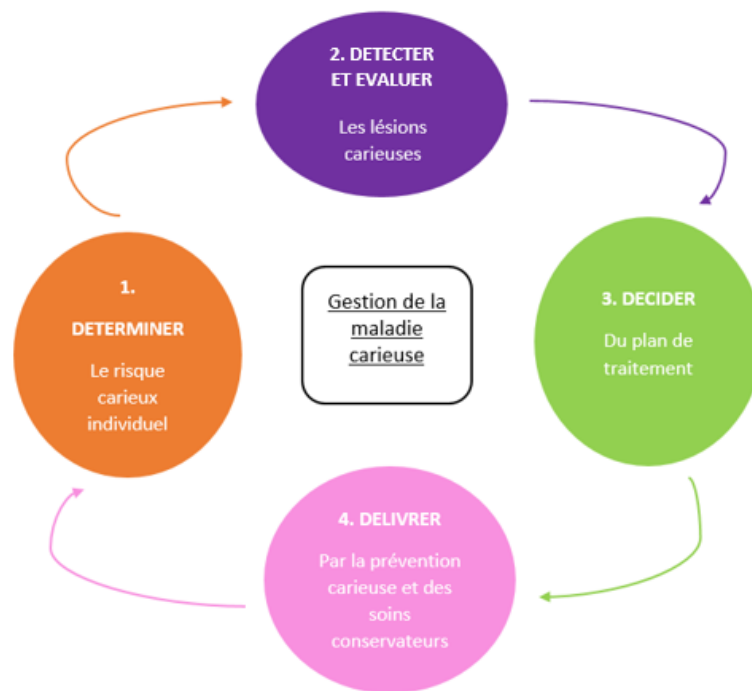 2. DETECTER
ET EVALUER
Les lésions
carieuses
1.
DETERMINER
Le risque
carieux
individuel
Gestion de la
maladie
carieuse
3. DECIDER
Du plan de
traitement
4. DELIVRER
Par la prévention
carieuse et des
soins
conservateurs